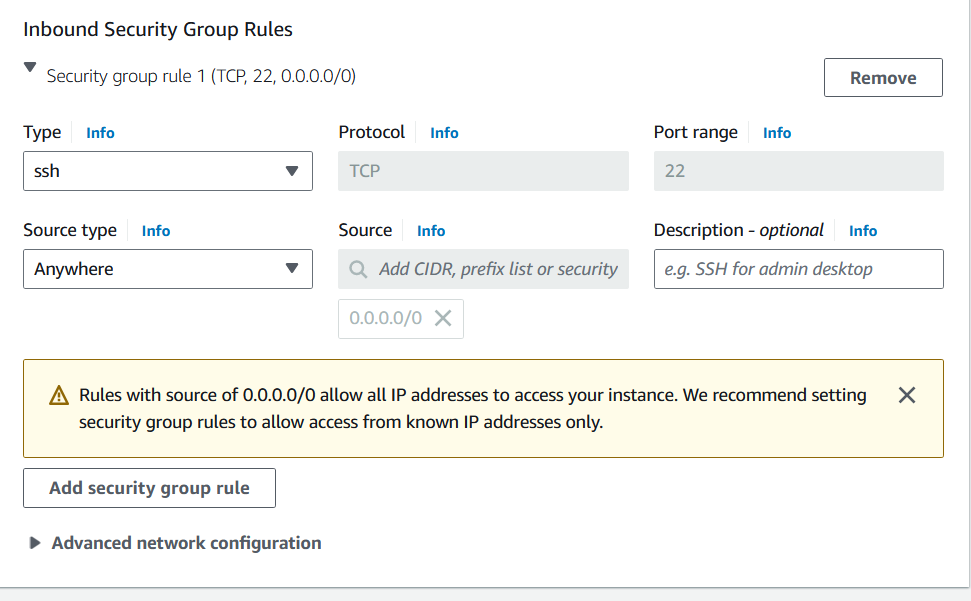 Inbound Security Group Rules
Security group rule 1 (TCP, 22, 0.0.0.0/0)
Remove
Type Info
Protocol Info
Port range Info
ssh
TCP
22
Source type Info
Source Info
Description - optional Info
Anywhere
Add CIDR, prefix list or security
e.g. SSH for admin desktop
0.0.0.0/0
Rules with source of 0.0.0.0/0 allow all IP addresses to access your instance. We recommend setting
security group rules to allow access from known IP addresses only.
Add security group rule
Advanced network configuration